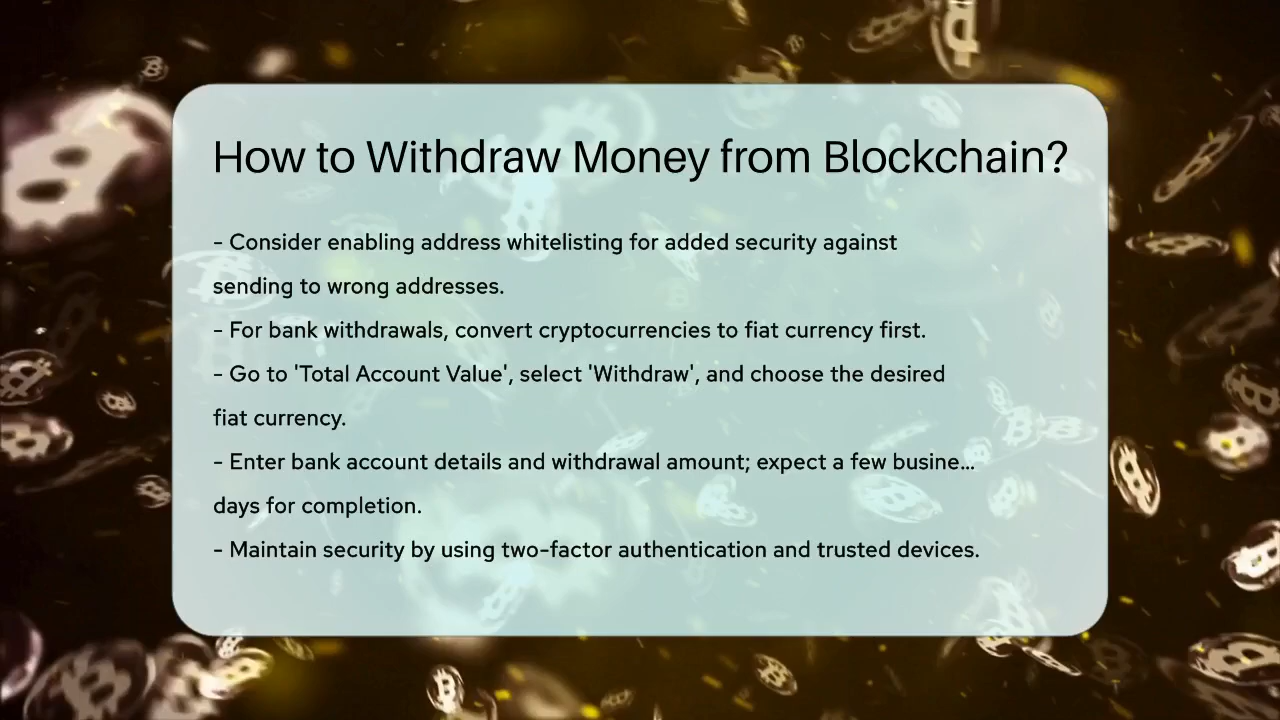 How to Withdraw Money from Blockchain?
- Consider enabling address whitelisting for added security against
sending to wrong addresses.
- For bank withdrawals, convert cryptocurrencies to fiat currency first.
- Go to 'Total Account Value', select 'Withdraw', and choose the desired
fiat currency.
- Enter bank account details and withdrawal amount; expect a few busine...
days for completion.
- Maintain security by using two-factor authentication and trusted devices.